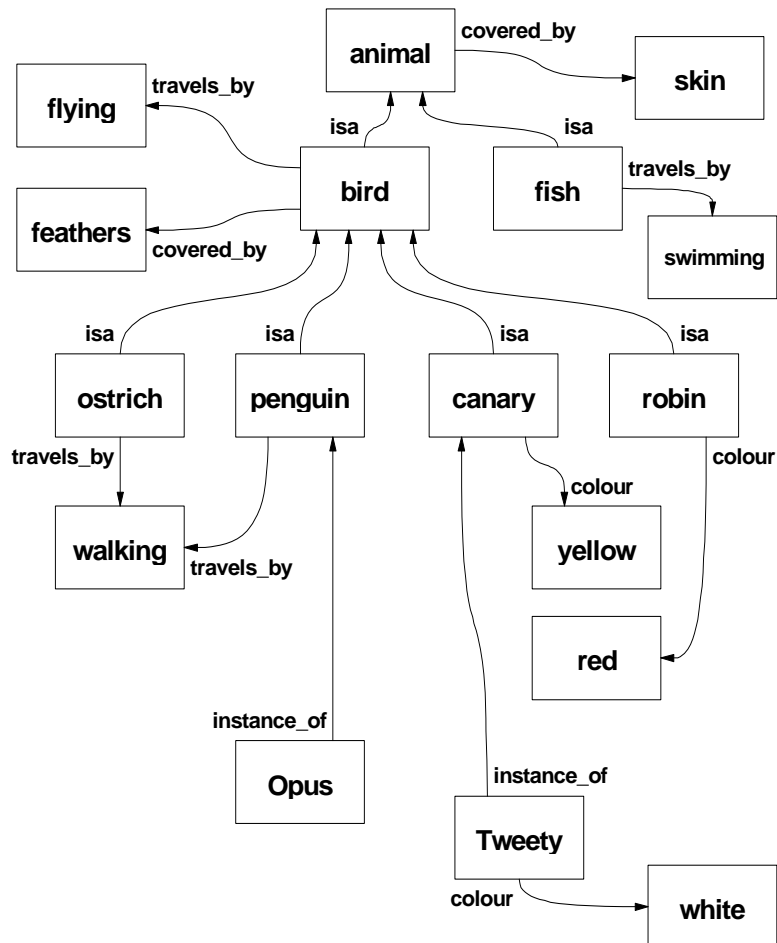 covered_by
animal
skin
travels_by
flying
isa
isa
bird
fish
travels_by
feathers
covered_by
swimming
isa
isa
isa
isa
ostrich
penguin
canary
robin
travels_by
colour
colour
walking
travels_by
yellow
red
instance_of
Opus
instance_of
Tweety
colour
white